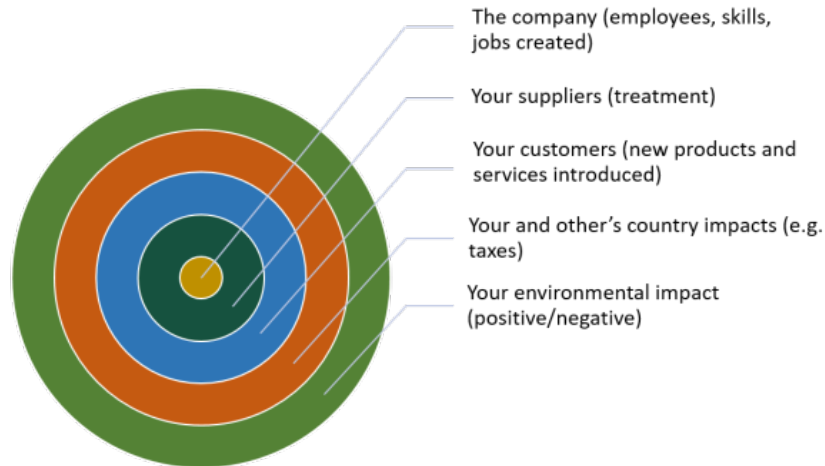 The company (employees, skills,
jobs created)
Your suppliers (treatment)
Your customers (new products and
services introduced)
Your and other’s country impacts (e.g.
taxes)
Your environmental impact
(positive/negative)